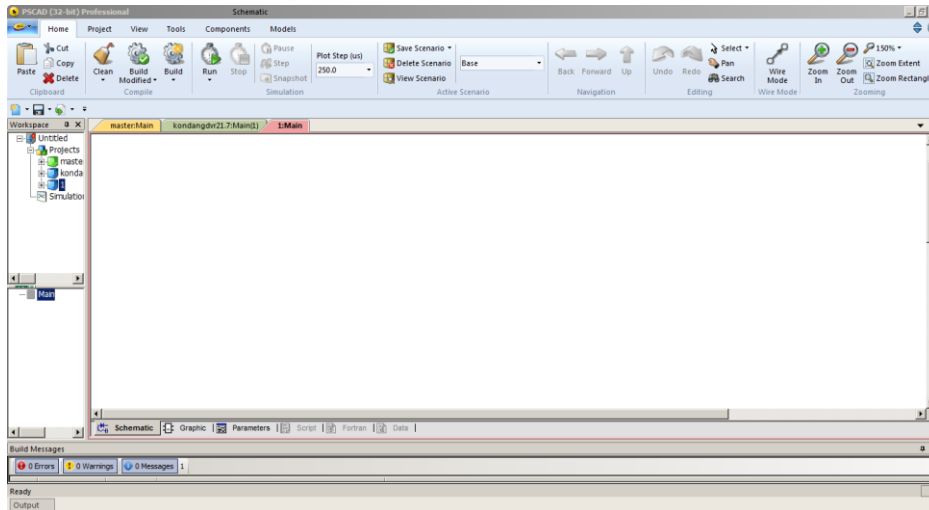 PSCAD (32-bit) Professional
Schematic
Home Project View Tools Components Models
Paste Cut Copy Delete
Clipboard
Clean Build Modified Build
Compile
Run Stop Pause Step Snapshot
Simulation
Plot Step (us)
250.0
Save Scenario
Delete Scenario Base
View Scenario
Active Scenario
Back Forward Up
Navigation
Undo Redo Select Pan Search
Editing
Wire Mode
Wire Mode
Zoom In Zoom Out 150% Zoom Extent Zoom Rectangl
Zooming
Workspace
master:Main kondangdvr21.7:Main(1) 1:Main
Untitled
Projects
maste
konda
1
Simulation
Main
Schematic Graphic Parameters Script Fortran Data
Build Messages
0 Errors 0 Warnings 0 Messages 1
Ready
Output